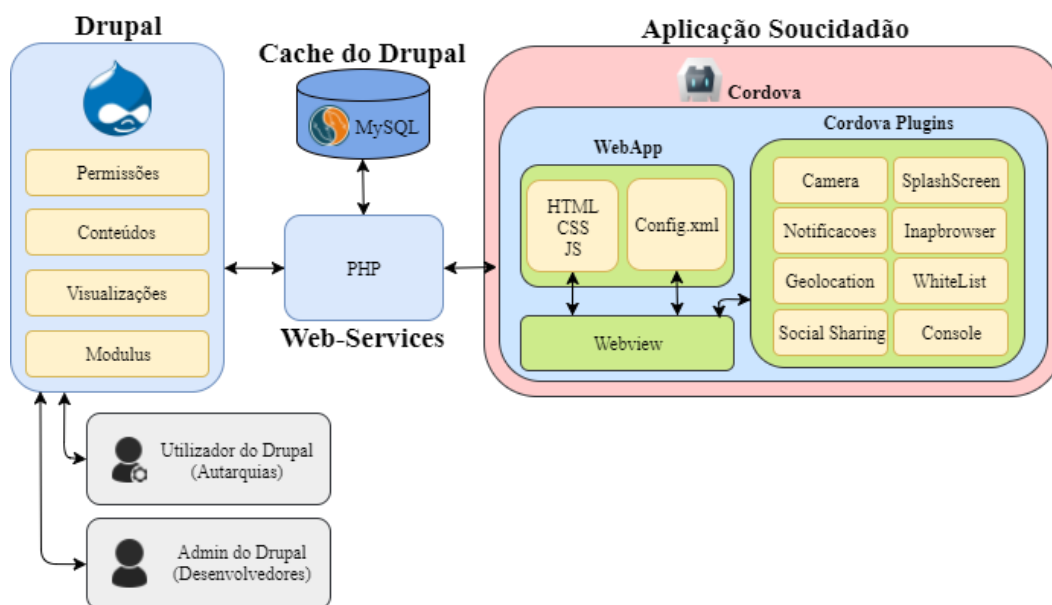 Drupal
Permissões
Conteúdos
Visualizações
Modulus
Utilizador do Drupal
(Autarquias)
Admin do Drupal
(Desenvolvedores)
Cache do Drupal
MySQL
PHP
Web-Services
Aplicação Soucidadão
Cordova
WebApp
HTML
CSS
JS
Config.xml
Webview
Cordova Plugins
Camera
SplashScreen
Notificacoes
Inapbrowser
Geolocation
WhiteList
Social Sharing
Console